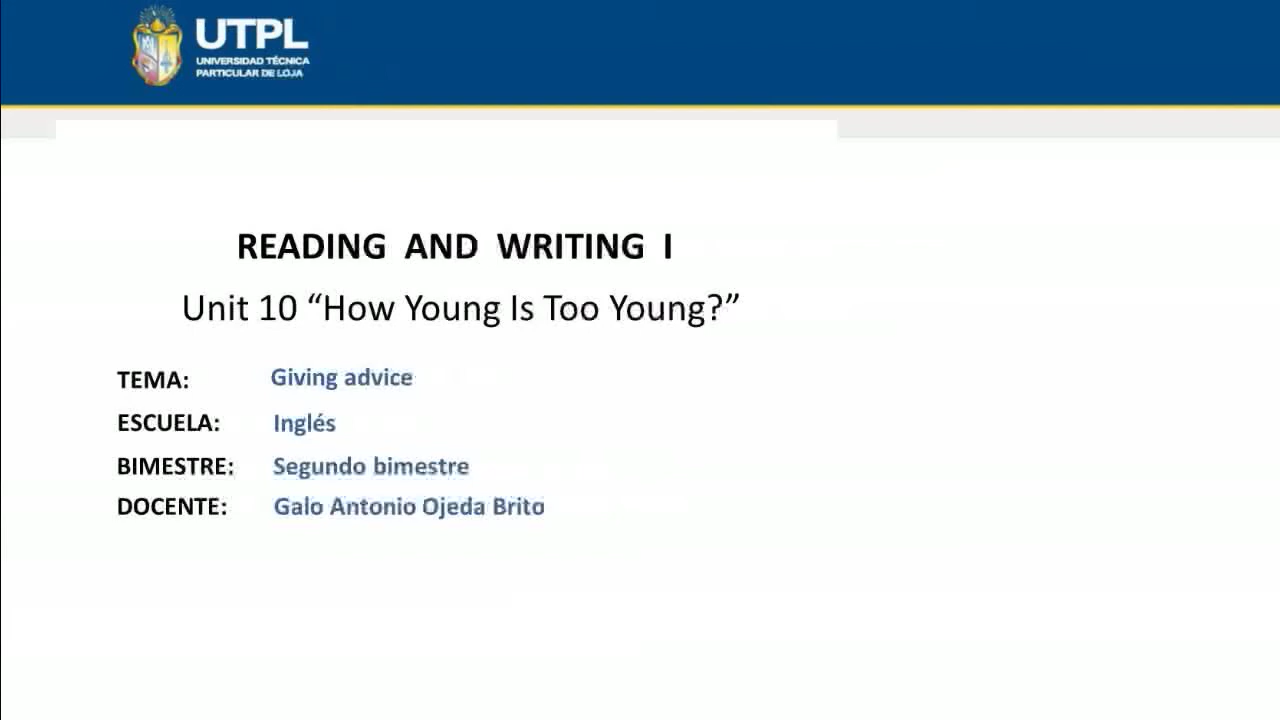 UTPL
UNIVERSIDAD TÉCNICA
PARTICULAR DE LOJA
READING AND WRITING I
Unit 10 “How Young Is Too Young?”
TEMA: Giving advice
ESCUELA: Inglés
BIMESTRE: Segundo bimestre
DOCENTE: Galo Antonio Ojeda Brito